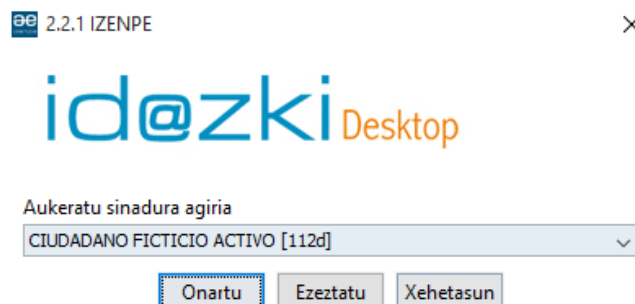 2.2.1 IZENPE
id@zki Desktop
Aukeratu sinadura agiria
CIUDADANO FICTICIO ACTIVO [112d]
Onartu Ezeztatu Xehetasun